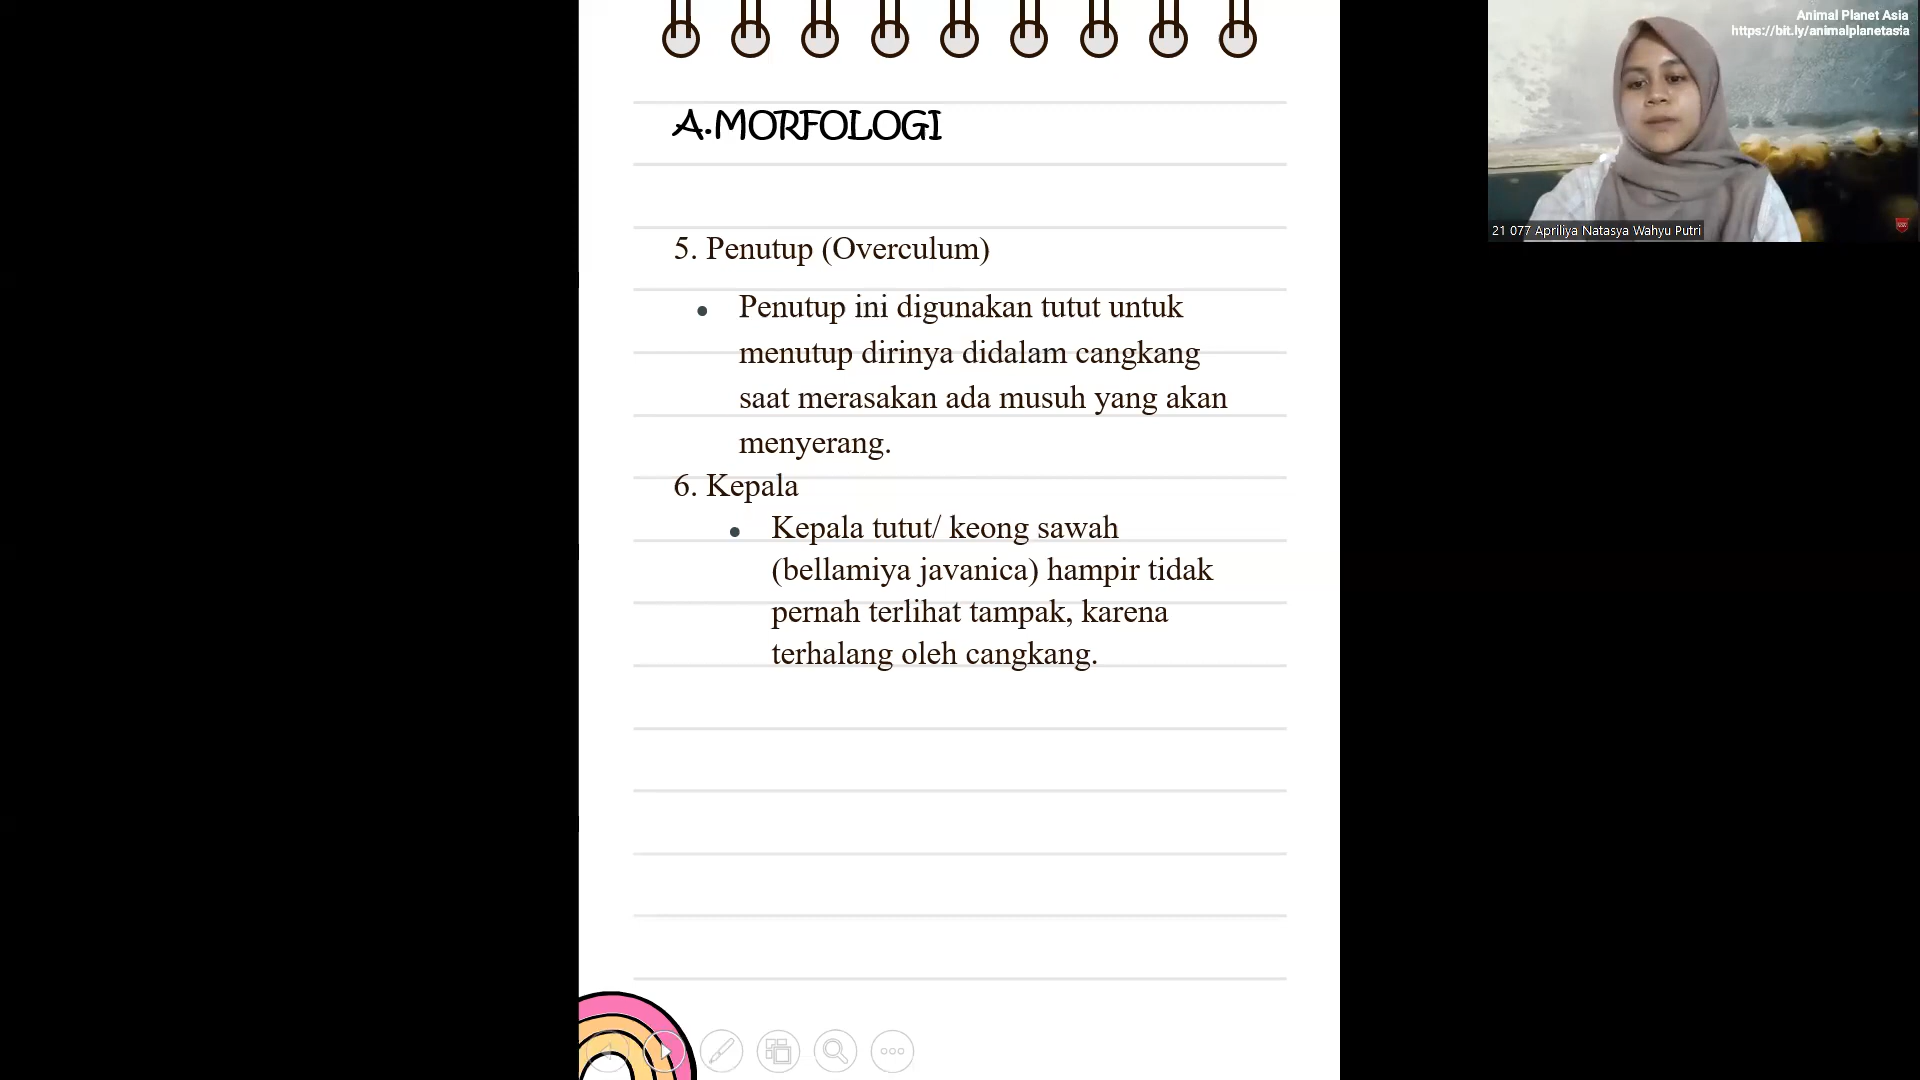 A.MORFOLOGI
5. Penutup (Overculum)
• Penutup ini digunakan tutut untuk
menutup dirinya didalam cangkang
saat merasakan ada musuh yang akan
menyerang.
6. Kepala
• Kepala tutut/ keong sawah
(bellamiya javanica) hampir tidak
pernah terlihat tampak, karena
terhalang oleh cangkang.
Animal Planet Asia
https://bit.ly/animalplanetasia
21 077 Apriliya Natasya Wahyu Putri